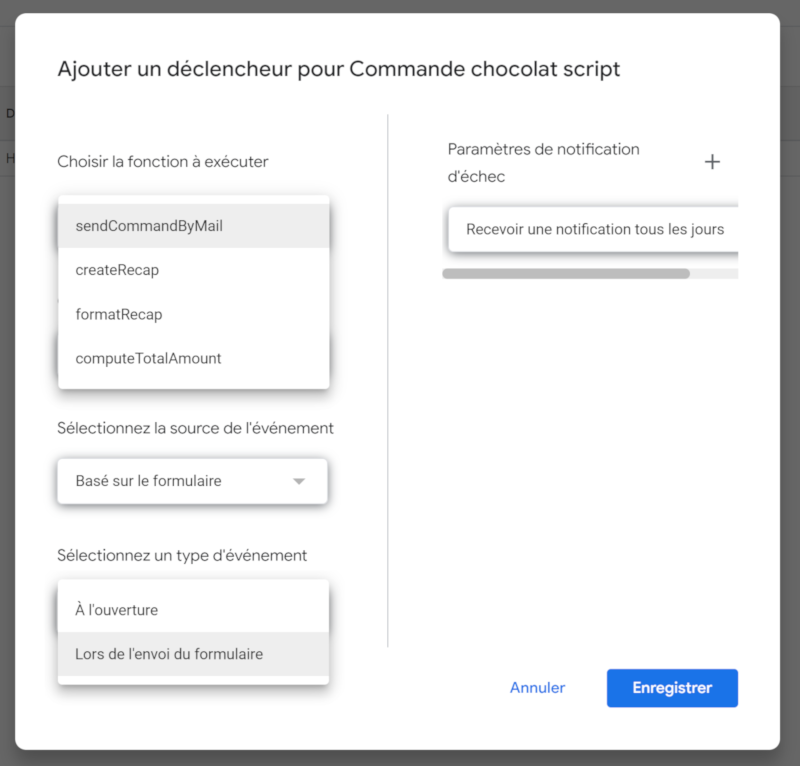 Ajouter un déclencheur pour Commande chocolat script
Choisir la fonction à exécuter
sendCommandByMail
createRecap
formatRecap
computeTotalAmount
Sélectionnez la source de l'événement
Basé sur le formulaire
Sélectionnez un type d'événement
À l'ouverture
Lors de l'envoi du formulaire
Paramètres de notification
d'échec
Recevoir une notification tous les jours
Annuler
Enregistrer